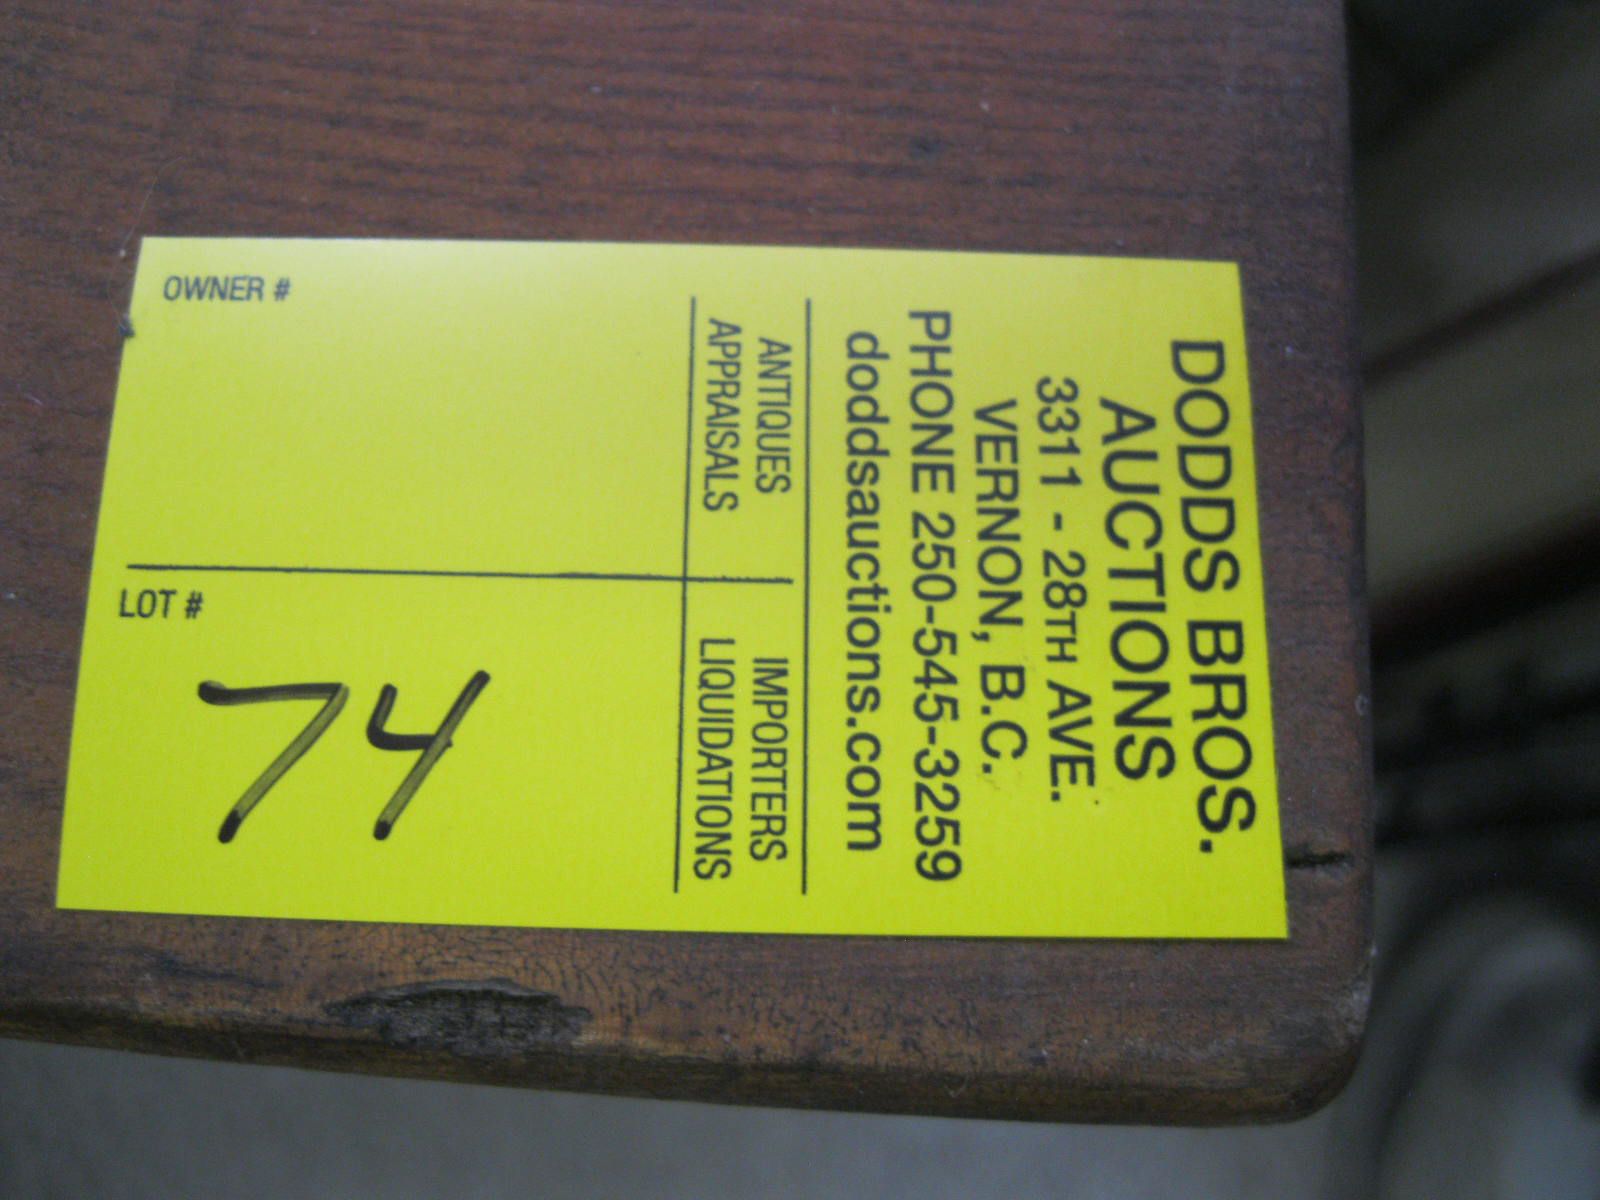 DODDS BROS.
AUCTIONS
3311 - 28TH AVE.
VERNON, B.C.
PHONE 250-545-3259
doddsauctions.com
ANTIQUES
APPRAISALS
IMPORTERS
LIQUIDATIONS
OWNER #
LOT #
74